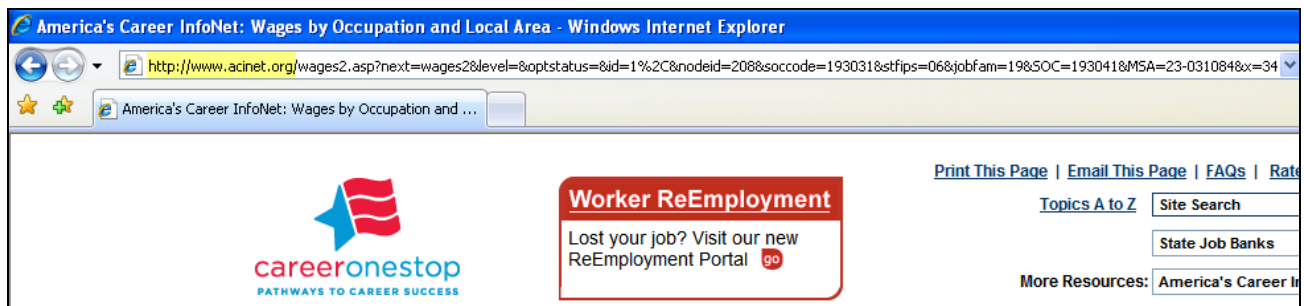 America's Career InfoNet: Wages by Occupation and Local Area - Windows Internet Explorer
http://www.acinet.org/wages2.asp?next=wages2&level=&optstatus=&id=1%2C&nodeid=208&soccode=193031&stfips=06&jobfam=19&SOC=193041&MSA=23-031084&x=34
America's Career InfoNet: Wages by Occupation and ...
Print This Page | Email This Page | FAQs | Rate
Worker ReEmployment
Topics A to Z Site Search
Lost your job? Visit our new
ReEmployment Portal go
State Job Banks
careeronestop
PATHWAYS TO CAREER SUCCESS
More Resources: America's Career In